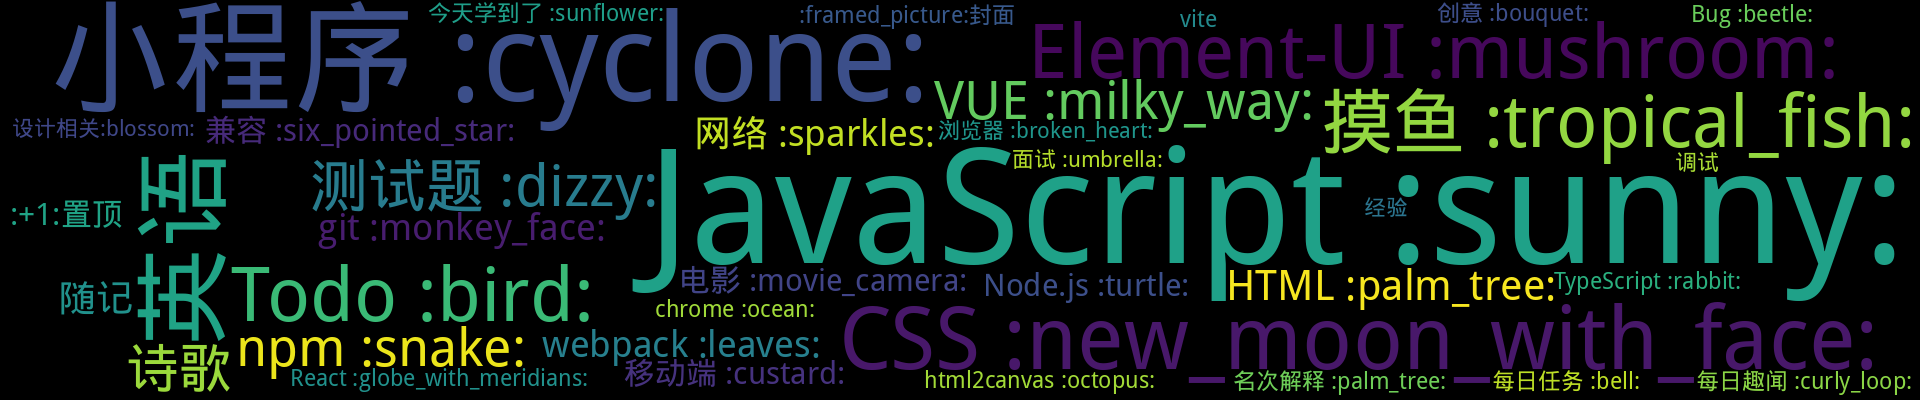 今天学到了 :sunflower:
:framed_picture:封面
vite
创意 :bouquet:
Bug :beetle:
小程序 :cyclone:
Element-UI :mushroom:
VUE :milky_way:
摸鱼 :tropical_fish:
设计相关:blossom:
兼容 :six_pointed_star:
网络 :sparkles:
浏览器 :broken_heart:
面试 :umbrella:
调试
测试题 :dizzy:
JavaScript :sunny:
经验
:+1:置顶
英语
git :monkey_face:
随记
Todo :bird:
电影 :movie_camera:
Node.js :turtle:
HTML :palm_tree:
TypeScript :rabbit:
chrome :ocean:
npm :snake:
webpack :leaves:
CSS :new_moon_with_face:
诗歌
React :globe_with_meridians:
移动端 :custard:
html2canvas :octopus:
名次解释 :palm_tree:
每日任务 :bell:
每日趣闻 :curly_loop: